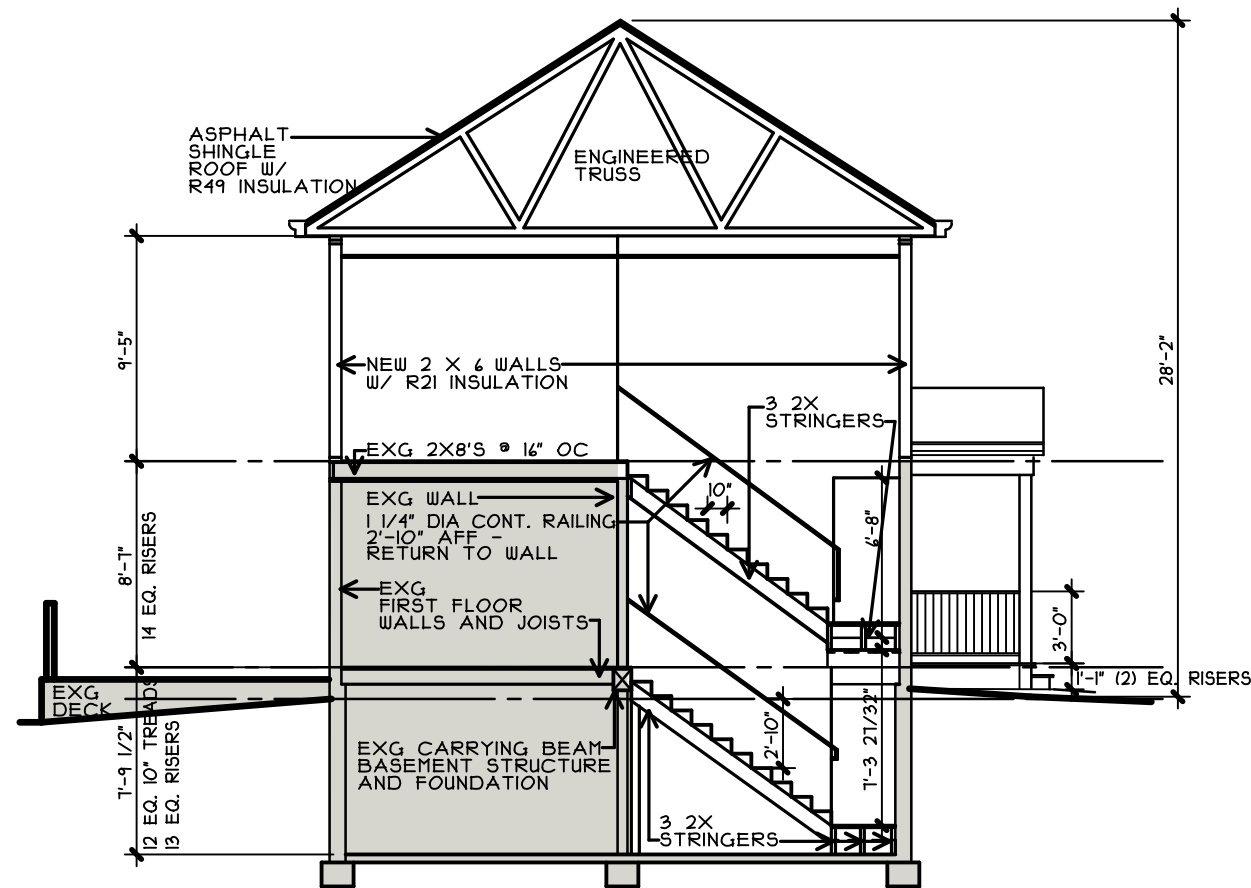 ASPHALT
SHINGLE
ROOF W/
R49 INSULATION
ENGINEERED
TRUSS
28'-2"
9'-5"
NEW 2 X 6 WALLS
W/ R21 INSULATION
3 2X
STRINGERS
EXG 2X8'S @ 16" OC
EXG WALL
1 1/4" DIA CONT. RAILING
2'-10" AFF -
RETURN TO WALL
10"
6'-8"
8'-7"
14 EQ. RISERS
EXG
FIRST FLOOR
WALLS AND JOISTS
3'-0"
1'-1" (2) EQ. RISERS
EXG
DECK
7'-9 1/2"
12 EQ. 10" TREADS
13 EQ. RISERS
EXG CARRYING BEAM
BASEMENT STRUCTURE
AND FOUNDATION
2'-10"
7'-3 21/32"
3 2X
STRINGERS